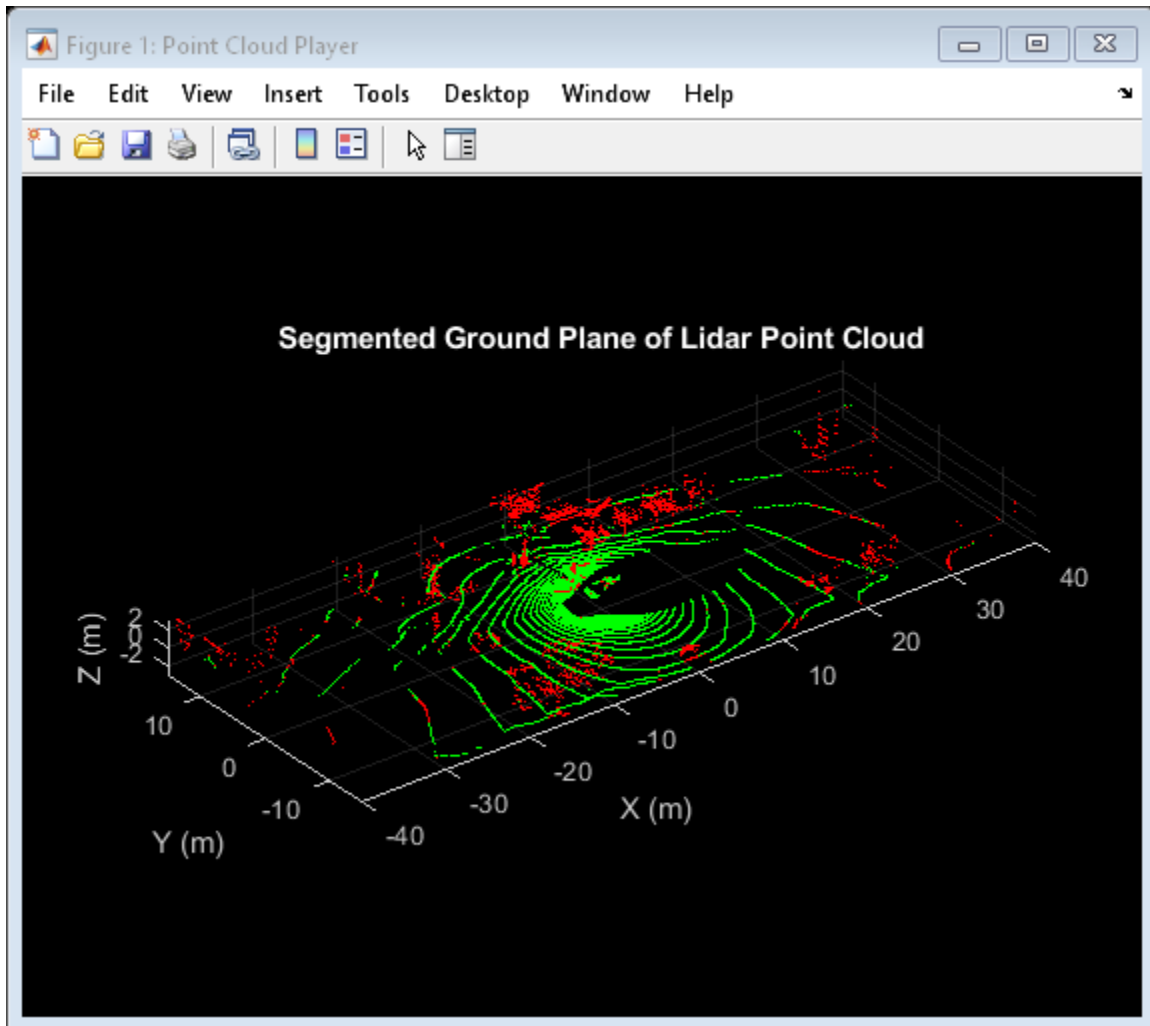 Figure 1: Point Cloud Player
File Edit View Insert Tools Desktop Window Help
Segmented Ground Plane of Lidar Point Cloud
2
0
-2
Z (m)
10
0
-10
Y (m)
-40
-30
-20
-10
0
10
20
30
40
X (m)